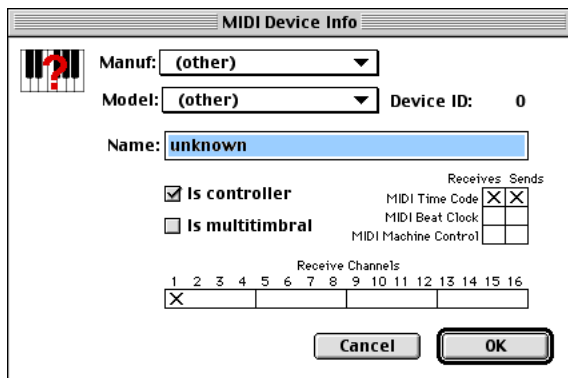 MIDI Device Info
Manuf: (other)
Model: (other) Device ID: 0
Name: unknown
Is controller
Is multitimbral
Receives Sends
MIDI Time Code
MIDI Beat Clock
MIDI Machine Control
Receive Channels
1 2 3 4 5 6 7 8 9 10 11 12 13 14 15 16
Cancel OK